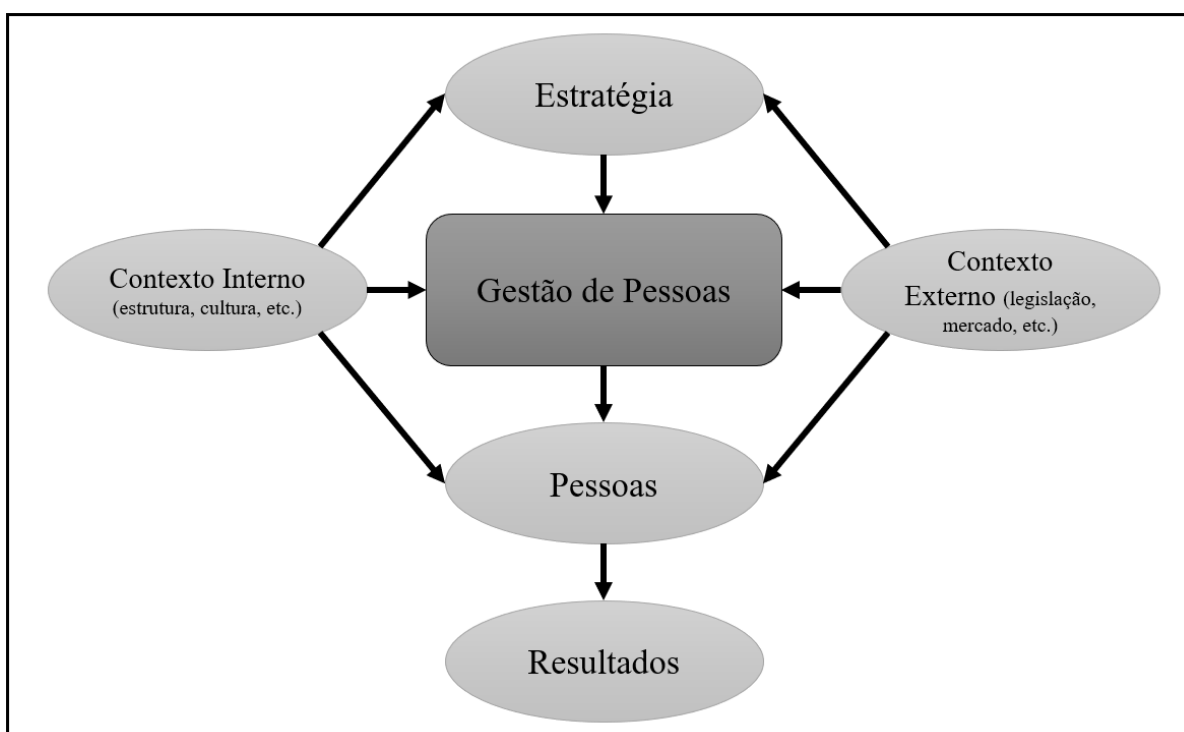 Estratégia
Contexto Interno
(estrutura, cultura, etc.)
Gestão de Pessoas
Contexto
Externo (legislação,
mercado, etc.)
Pessoas
Resultados